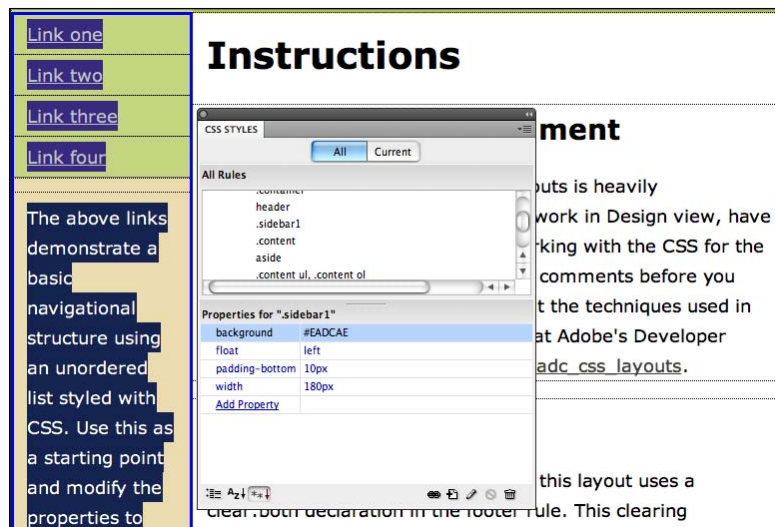 Link one
Link two
Link three
Link four
The above links
demonstrate a
basic
navigational
structure using
an unordered
list styled with
CSS. Use this as
a starting point
and modify the
properties to
Instructions
ment
outs is heavily
work in Design view, have
rking with the CSS for the
comments before you
t the techniques used in
at Adobe's Developer
adc_css_layouts.
this layout uses a
clear:both declaration in the footer rule. This clearing
CSS STYLES
All Current
All Rules
.container
header
.sidebar1
.content
aside
.content ul, .content ol
Properties for ".sidebar1"
background #EADCAE
float left
padding-bottom 10px
width 180px
Add Property